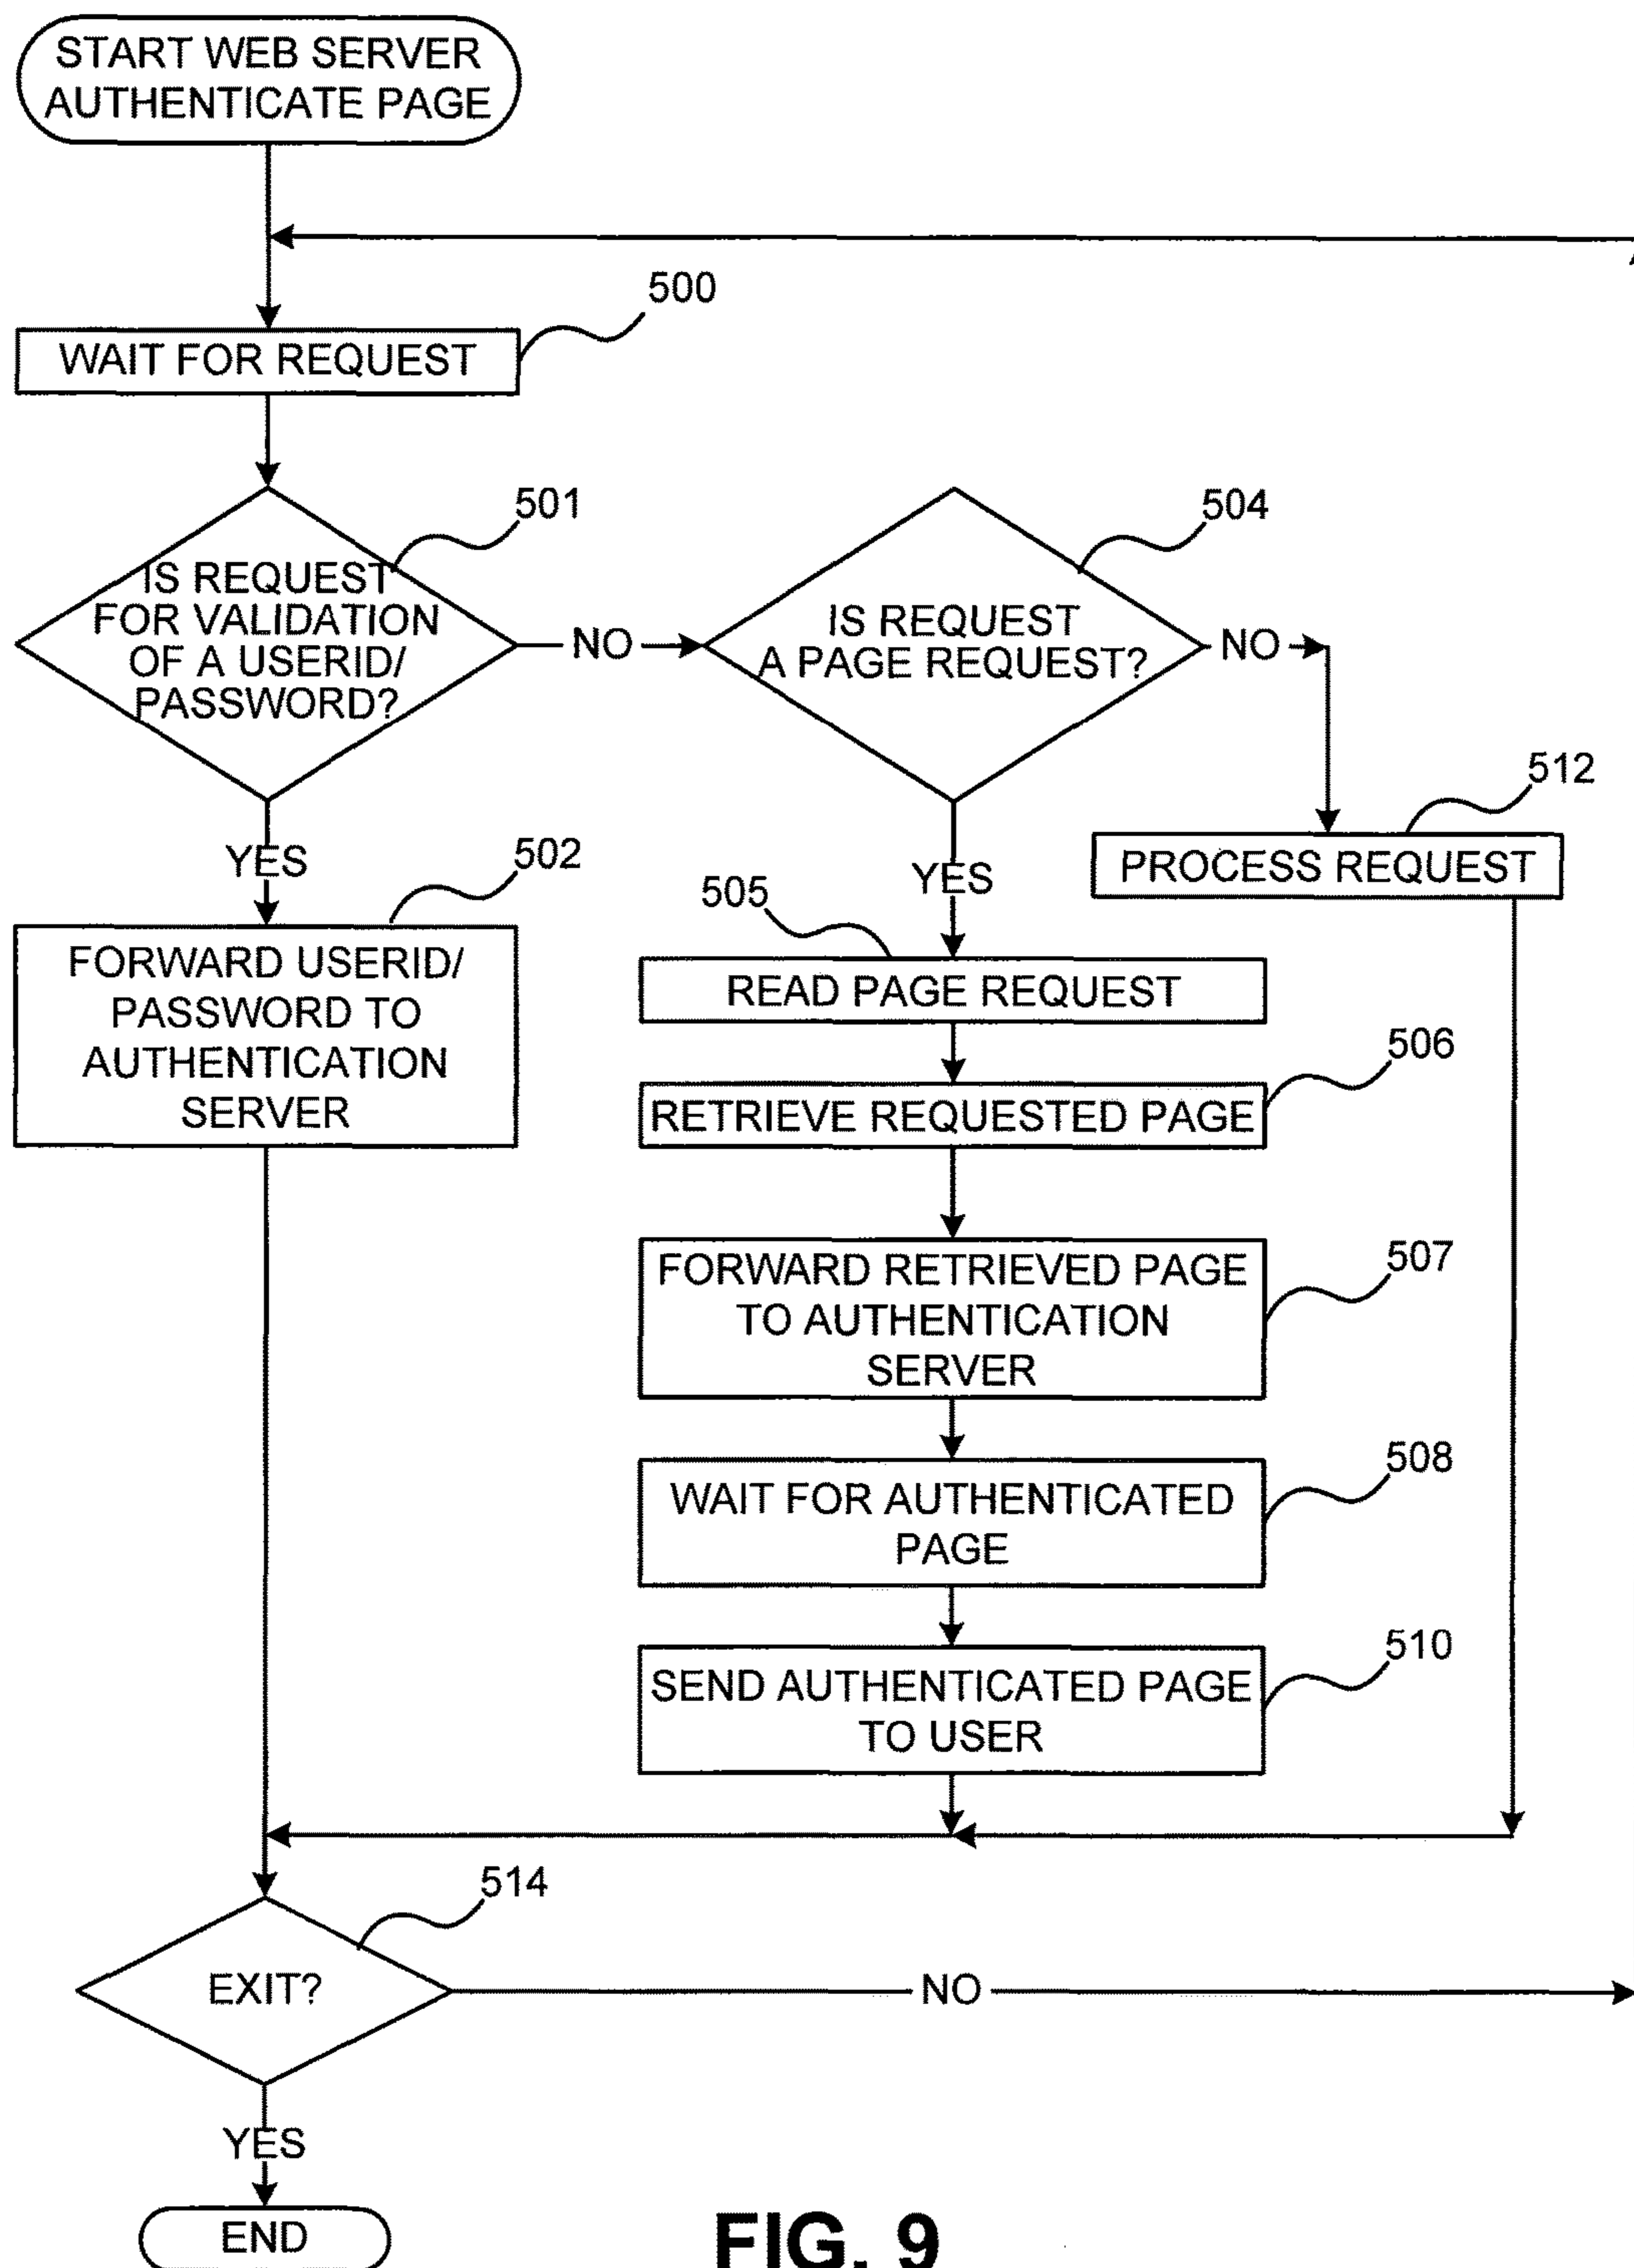 START WEB SERVER
AUTHENTICATE PAGE
500
WAIT FOR REQUEST
501
IS REQUEST
FOR VALIDATION
OF A USERID/
PASSWORD?
NO
504
IS REQUEST
A PAGE REQUEST?
NO
512
PROCESS REQUEST
YES
502
FORWARD USERID/
PASSWORD TO
AUTHENTICATION
SERVER
YES
505
READ PAGE REQUEST
506
RETRIEVE REQUESTED PAGE
507
FORWARD RETRIEVED PAGE
TO AUTHENTICATION
SERVER
508
WAIT FOR AUTHENTICATED
PAGE
510
SEND AUTHENTICATED PAGE
TO USER
514
EXIT?
NO
YES
END
FIG. 9